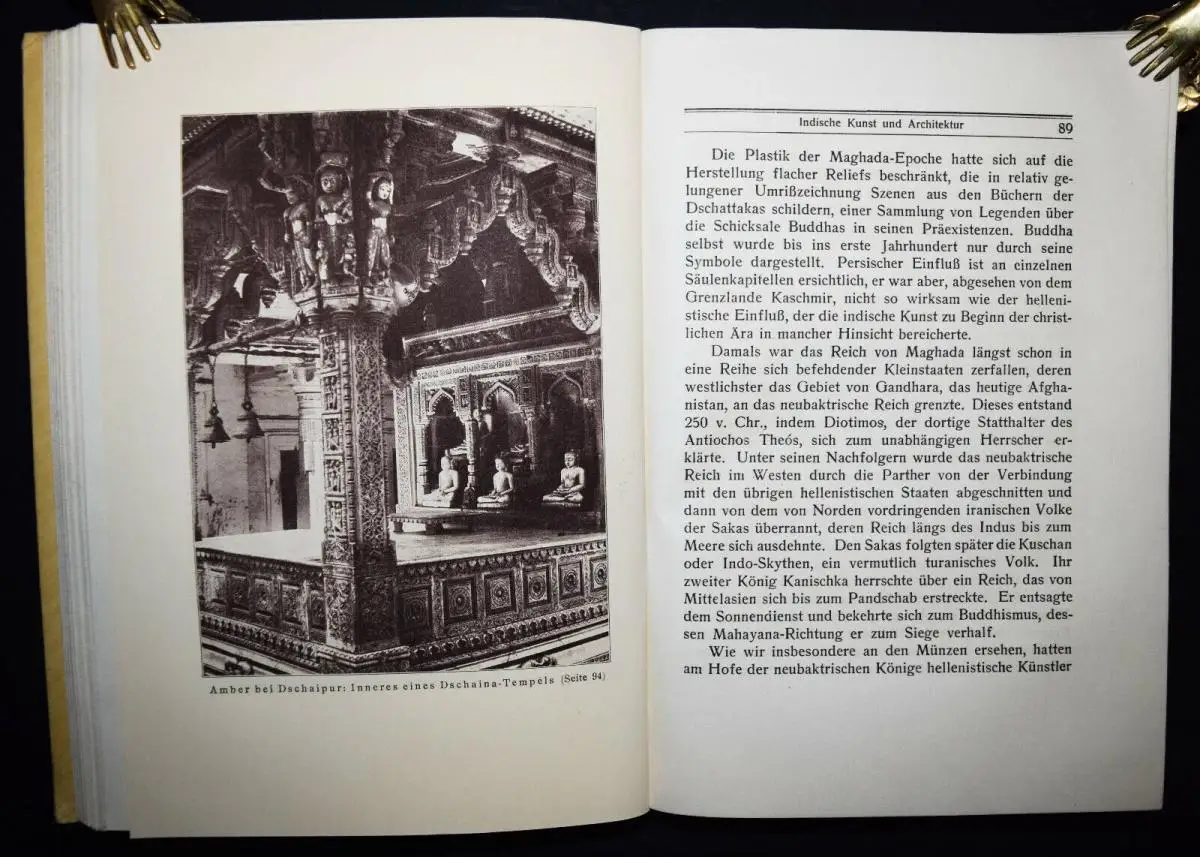 Amber bei Dschaipur: Inneres eines Dschaina-Tempels (Seite 94)
Indische Kunst und Architektur 89
Die Plastik der Maghada-Epoche hatte sich auf die
Herstellung flacher Reliefs beschränkt, die in relativ ge-
lungener Umrißzeichnung Szenen aus den Büchern der
Dschattakas schildern, einer Sammlung von Legenden über
die Schicksale Buddhas in seinen Präexistenzen. Buddha
selbst wurde bis ins erste Jahrhundert nur durch seine
Symbole dargestellt. Persischer Einfluß ist an einzelnen
Säulenkapitellen ersichtlich, er war aber, abgesehen von dem
Grenzlande Kaschmir, nicht so wirksam wie der helleni-
stische Einfluß, der die indische Kunst zu Beginn der christ-
lichen Ära in mancher Hinsicht bereicherte.
Damals war das Reich von Maghada längst schon in
eine Reihe sich befehdender Kleinstaaten zerfallen, deren
westlichster das Gebiet von Gandhara, das heutige Afgha-
nistan, an das neubaktrische Reich grenzte. Dieses entstand
250 v. Chr., indem Diotimos, der dortige Statthalter des
Antiochos Theós, sich zum unabhängigen Herrscher er-
klärte. Unter seinen Nachfolgern wurde das neubaktrische
Reich im Westen durch die Parther von der Verbindung
mit den übrigen hellenistischen Staaten abgeschnitten und
dann von dem von Norden vordringenden iranischen Volke
der Sakas überrannt, deren Reich längs des Indus bis zum
Meere sich ausdehnte. Den Sakas folgten später die Kuschan
oder Indo-Skythen, ein vermutlich turanisches Volk. Ihr
zweiter König Kanischka herrschte über ein Reich, das von
Mittelasien sich bis zum Pandschab erstreckte. Er entsagte
dem Sonnendienst und bekehrte sich zum Buddhismus, des-
sen Mahayana-Richtung er zum Siege verhalf.
Wie wir insbesondere an den Münzen ersehen, hatten
am Hofe der neubaktrischen Könige hellenistische Künstler